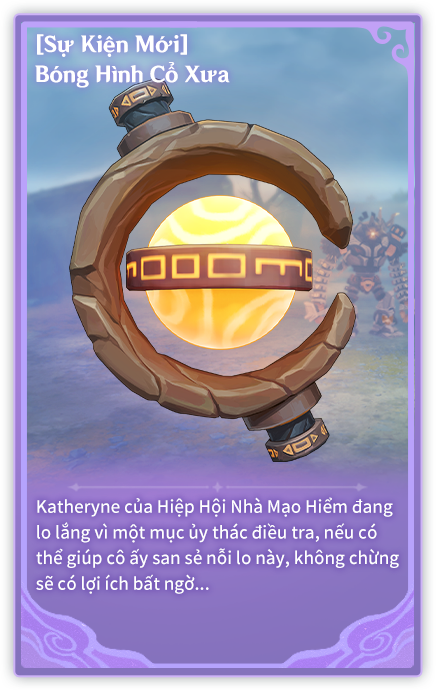 [Sự Kiện Mới]
Bóng Hình Cổ Xưa
Katheryne của Hiệp Hội Nhà Mạo Hiểm đang
lo lắng vì một mục ủy thác điều tra, nếu có
thể giúp cô ấy san sẻ nỗi lo này, không chừng
sẽ có lợi ích bất ngờ...